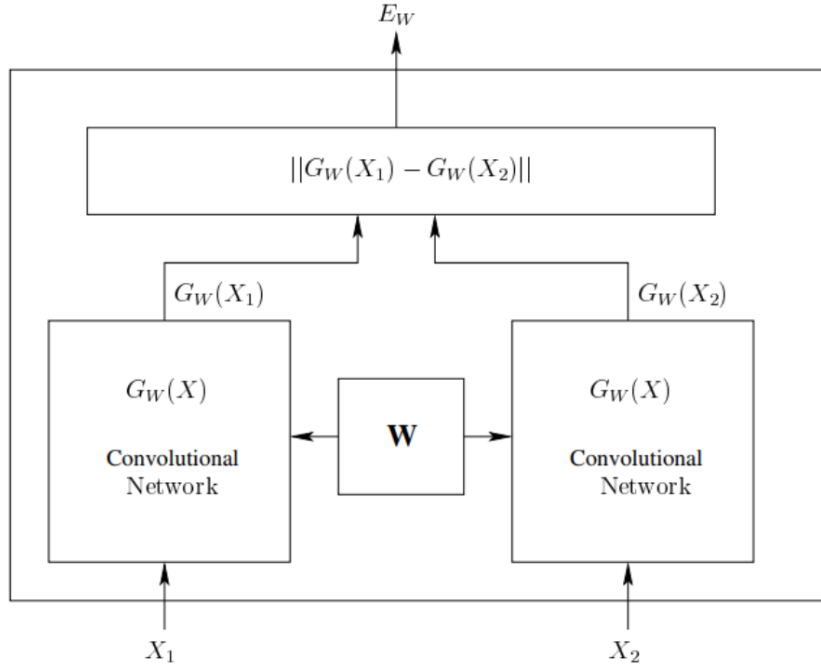 E_W
||G_W(X_1) − G_W(X_2)||
G_W(X_1)
G_W(X_2)
G_W(X)
Convolutional
Network
W
G_W(X)
Convolutional
Network
X_1
X_2